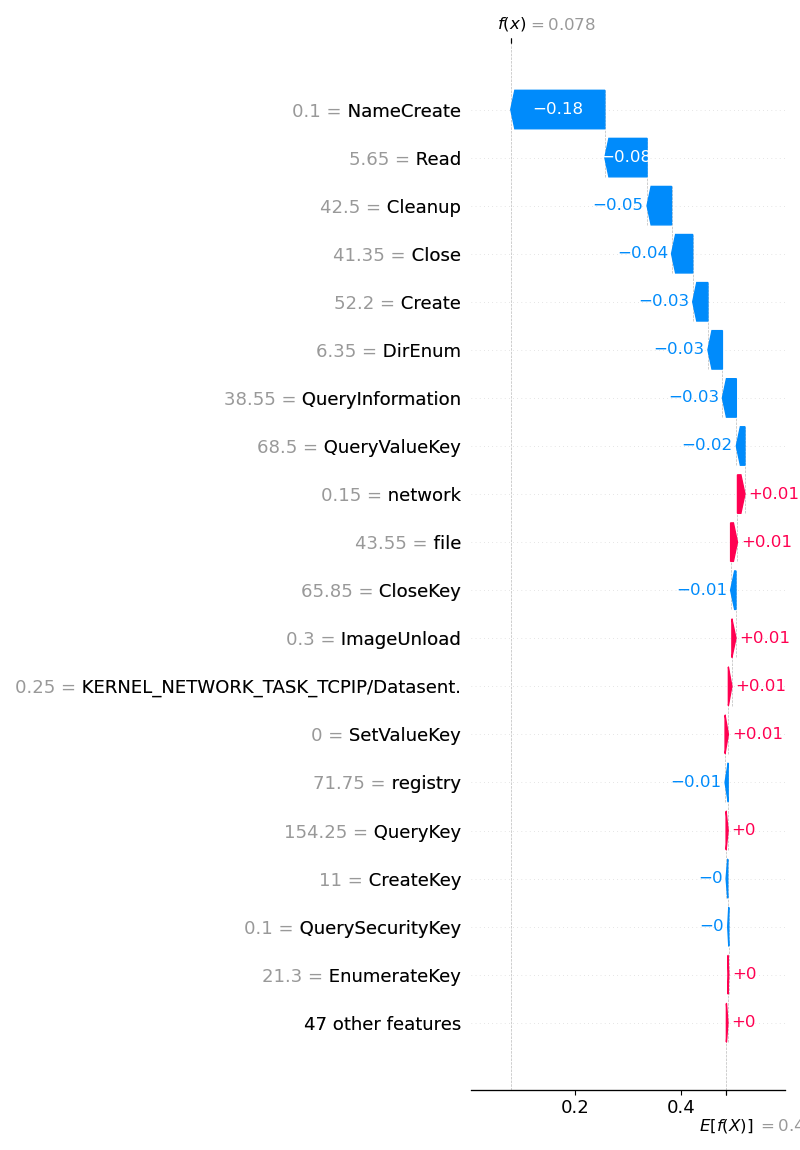 f(x) = 0.078
0.1 = NameCreate −0.18
5.65 = Read −0.08
42.5 = Cleanup −0.05
41.35 = Close −0.04
52.2 = Create −0.03
6.35 = DirEnum −0.03
38.55 = QueryInformation −0.03
68.5 = QueryValueKey −0.02
0.15 = network +0.01
43.55 = file +0.01
65.85 = CloseKey −0.01
0.3 = ImageUnload +0.01
0.25 = KERNEL_NETWORK_TASK_TCPIP/Datasent. +0.01
0 = SetValueKey +0.01
71.75 = registry −0.01
154.25 = QueryKey +0
11 = CreateKey −0
0.1 = QuerySecurityKey −0
21.3 = EnumerateKey +0
47 other features +0
0.2 0.4
E[f(X)] = 0.4